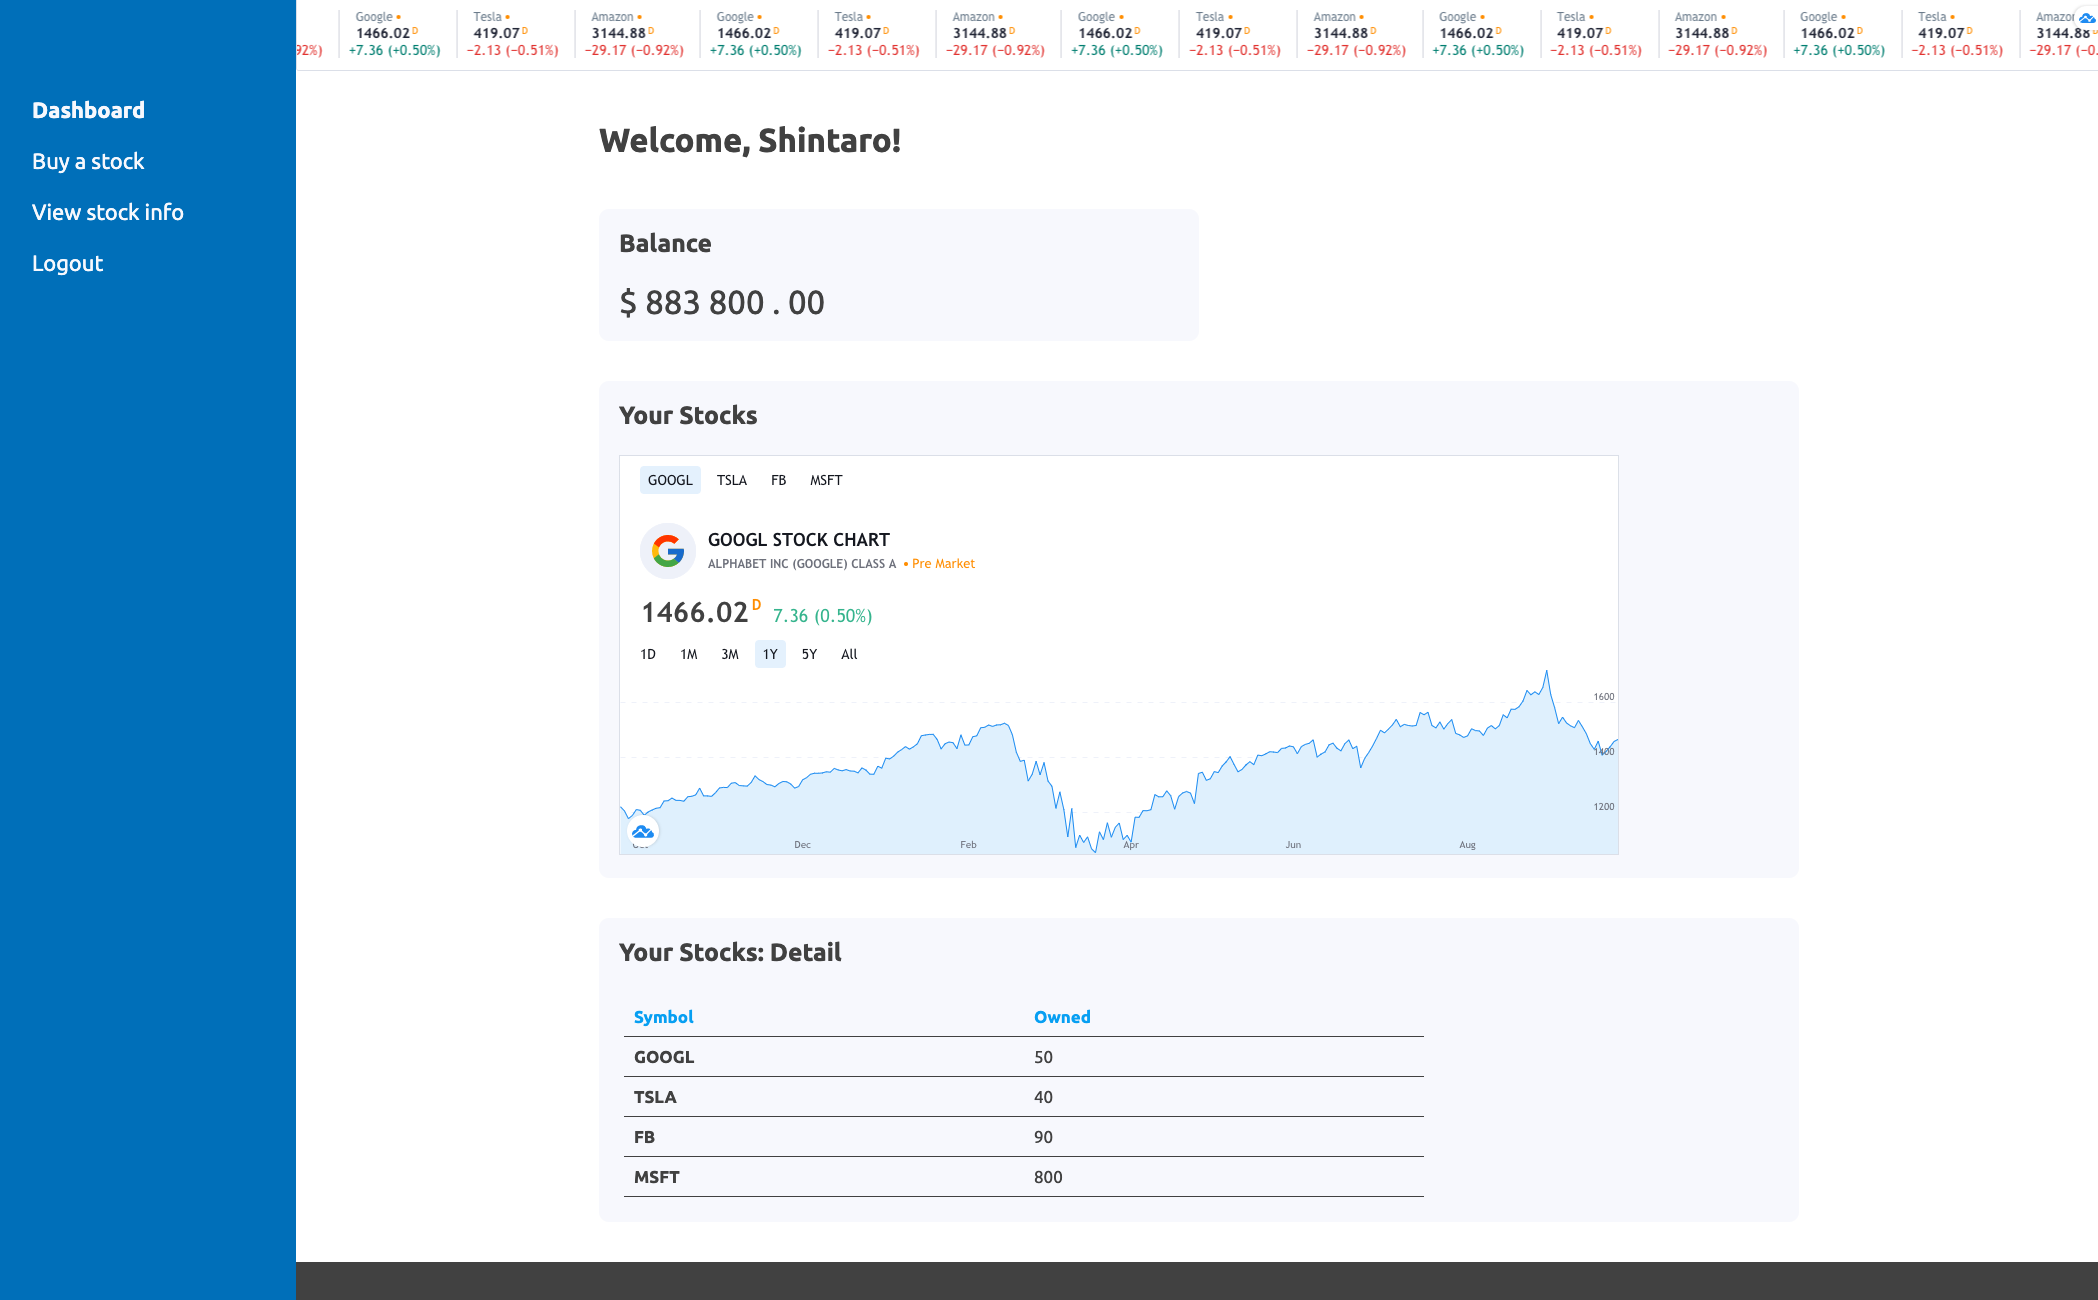 Google • Tesla • Amazon • Google • Tesla • Amazon • Google • Tesla • Amazon • Google • Tesla • Amazon • Google • Tesla • Amazon
1466.02 D 419.07 D 3144.88 D 1466.02 D 419.07 D 3144.88 D 1466.02 D 419.07 D 3144.88 D 1466.02 D 419.07 D 3144.88 D 1466.02 D 419.07 D 3144.88
92%) +7.36 (+0.50%) −2.13 (−0.51%) −29.17 (−0.92%) +7.36 (+0.50%) −2.13 (−0.51%) −29.17 (−0.92%) +7.36 (+0.50%) −2.13 (−0.51%) −29.17 (−0.92%) +7.36 (+0.50%) −2.13 (−0.51%) −29.17 (−0.92%) +7.36 (+0.50%) −2.13 (−0.51%) −29.17 (−0.
Dashboard
Buy a stock
View stock info
Logout
Welcome, Shintaro!
Balance
$ 883 800 . 00
Your Stocks
GOOGL TSLA FB MSFT
GOOGL STOCK CHART
ALPHABET INC (GOOGLE) CLASS A • Pre Market
1466.02 D 7.36 (0.50%)
1D 1M 3M 1Y 5Y All
1600
1400
1200
Dec Feb Apr Jun Aug
Your Stocks: Detail
Symbol Owned
GOOGL 50
TSLA 40
FB 90
MSFT 800